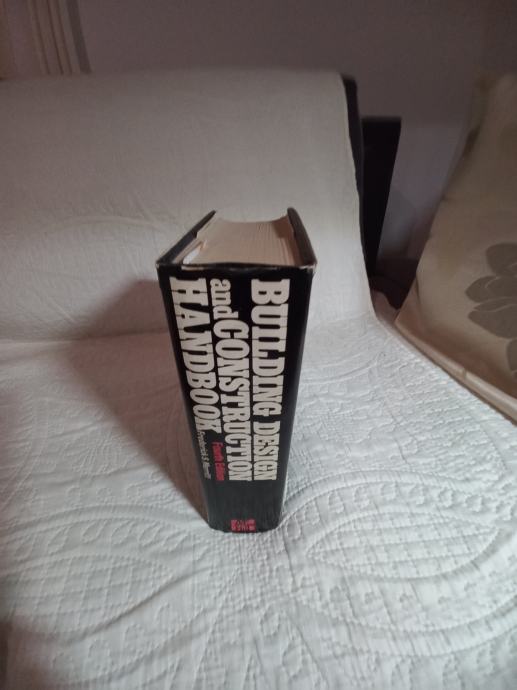 BUILDING DESIGN
and CONSTRUCTION
HANDBOOK
Fourth Edition
Frederick S. Merritt